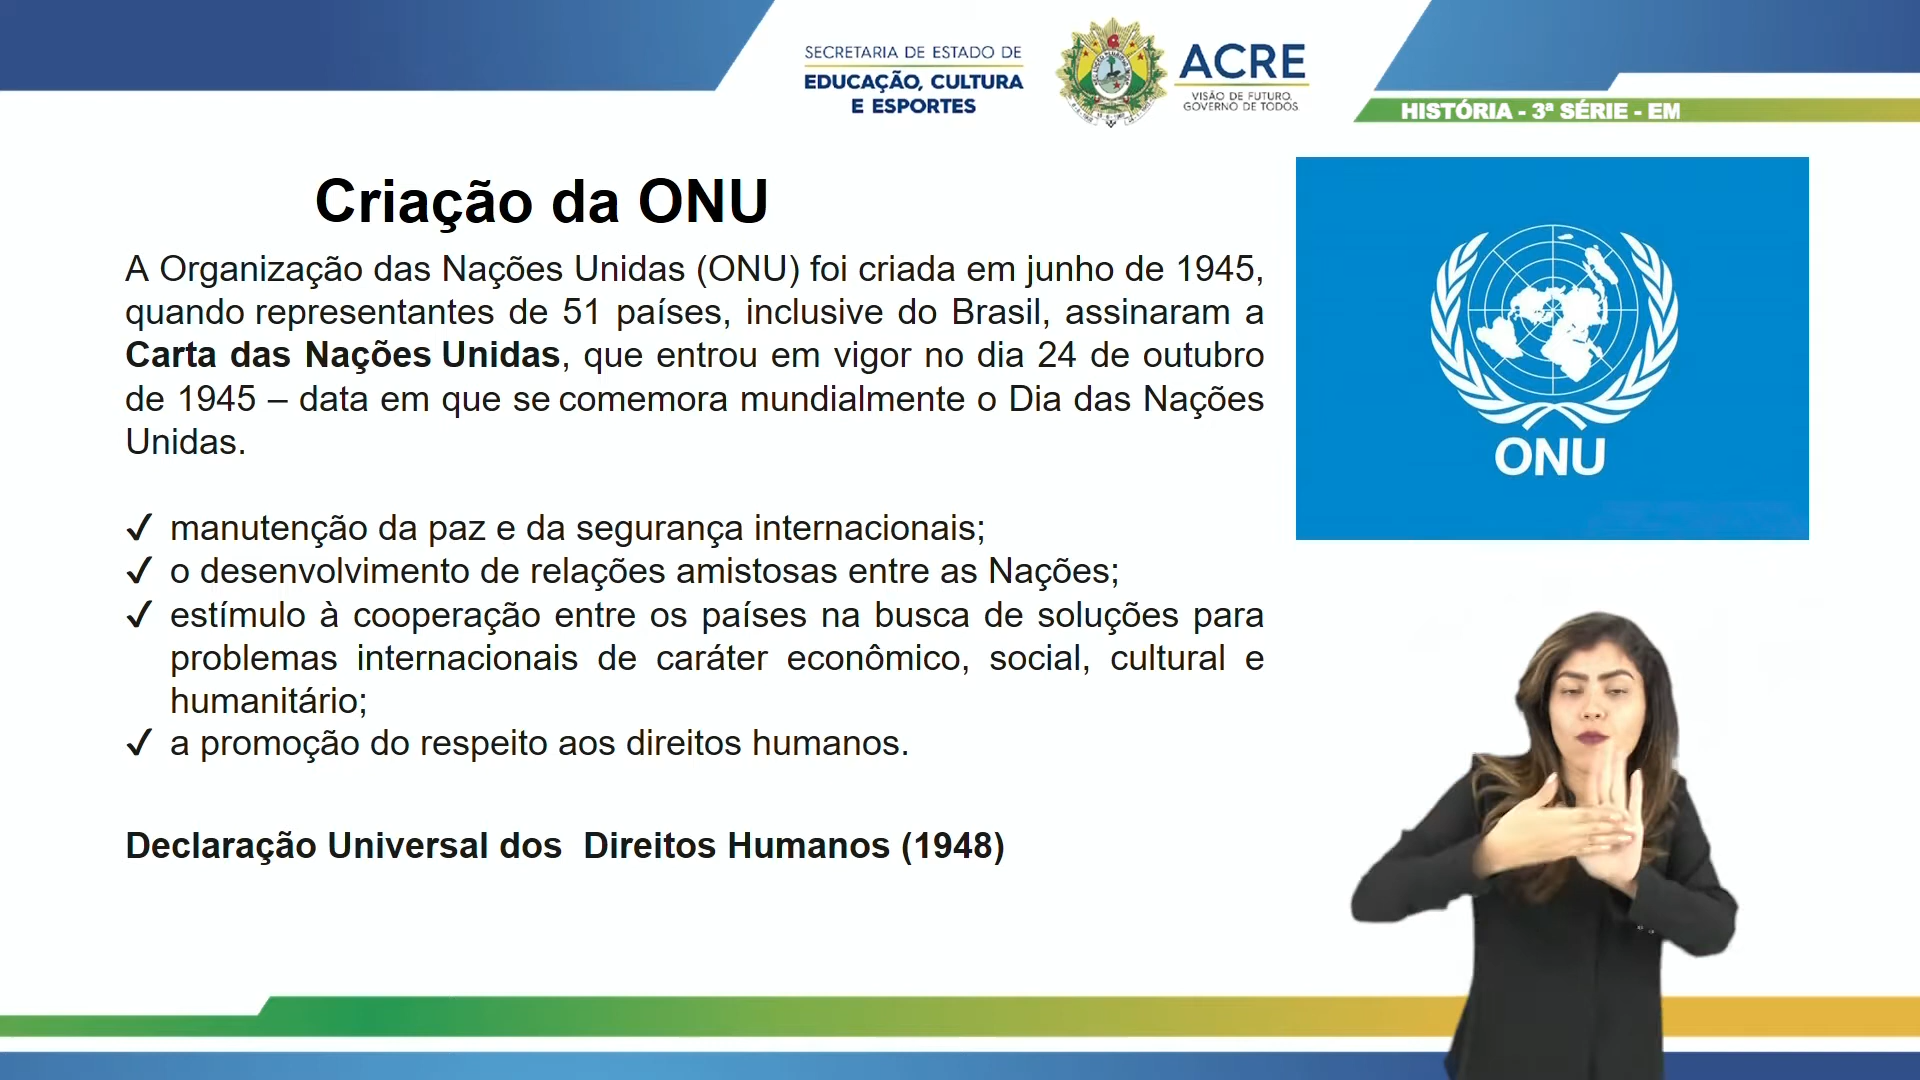 SECRETARIA DE ESTADO DE
EDUCAÇÃO, CULTURA
E ESPORTES
ACRE
VISÃO DE FUTURO.
GOVERNO DE TODOS.
HISTÓRIA - 3ª SÉRIE - EM
Criação da ONU
A Organização das Nações Unidas (ONU) foi criada em junho de 1945,
quando representantes de 51 países, inclusive do Brasil, assinaram a
Carta das Nações Unidas, que entrou em vigor no dia 24 de outubro
de 1945 – data em que se comemora mundialmente o Dia das Nações
Unidas.
ONU
✓ manutenção da paz e da segurança internacionais;
✓ o desenvolvimento de relações amistosas entre as Nações;
✓ estímulo à cooperação entre os países na busca de soluções para
problemas internacionais de caráter econômico, social, cultural e
humanitário;
✓ a promoção do respeito aos direitos humanos.
Declaração Universal dos Direitos Humanos (1948)